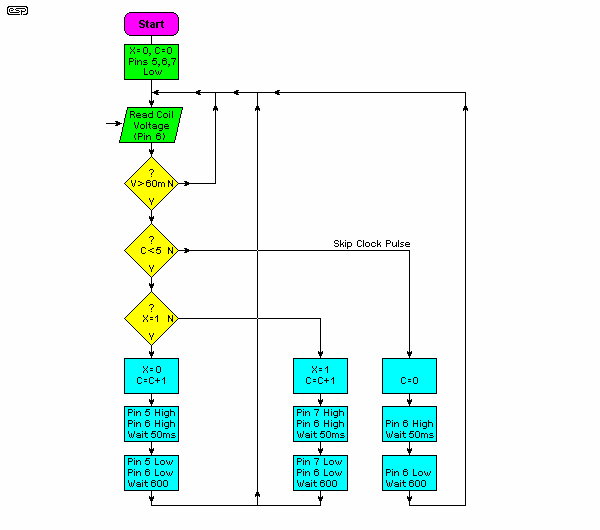 esp
Start
X=0, C=0
Pins 5,6,7
Low
Read Coil
Voltage
(Pin 6)
?
V>60m N
Y
?
C<5 N
Y
Skip Clock Pulse
?
X=1 N
Y
X=0
C=C+1
X=1
C=C+1
C=0
Pin 5 High
Pin 6 High
Wait 50ms
Pin 7 High
Pin 6 High
Wait 50ms
Pin 6 High
Wait 50ms
Pin 5 Low
Pin 6 Low
Wait 600
Pin 7 Low
Pin 6 Low
Wait 600
Pin 6 Low
Wait 600